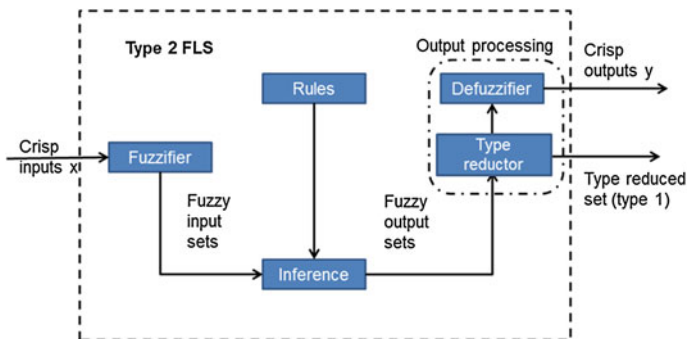 Type 2 FLS
Output processing
Crisp
outputs y
Rules
Defuzzifier
Crisp
inputs x
Fuzzifier
Type
reductor
Type reduced
set (type 1)
Fuzzy
input
sets
Fuzzy
output
sets
Inference